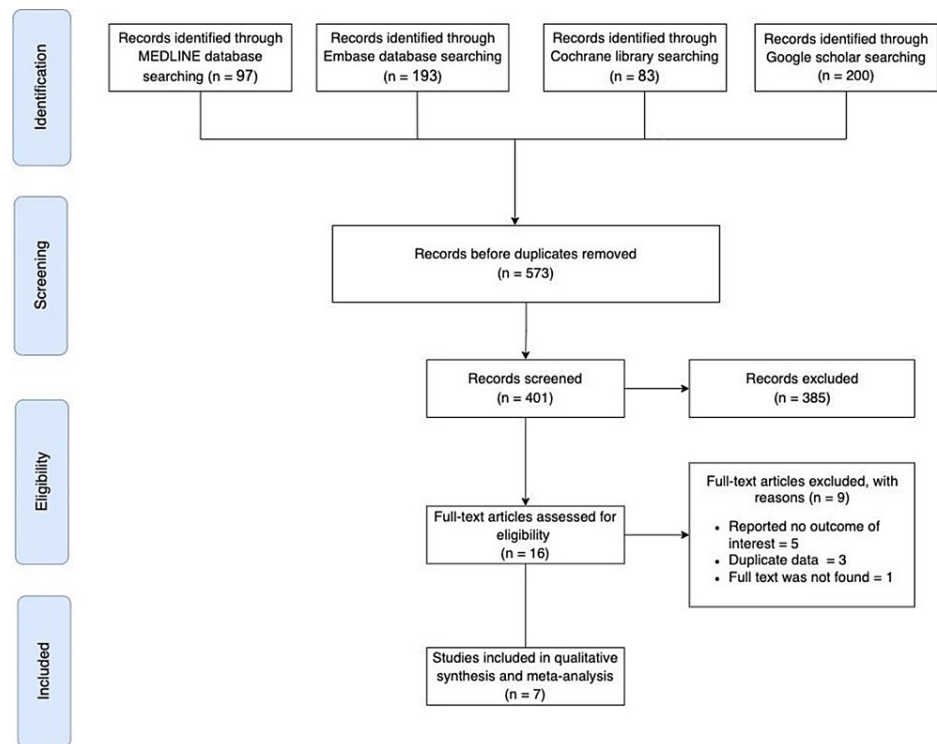 Identification
Records identified through
MEDLINE database
searching (n = 97)
Records identified through
Embase database searching
(n = 193)
Records identified through
Cochrane library searching
(n = 83)
Records identified through
Google scholar searching
(n = 200)
Screening
Records before duplicates removed
(n = 573)
Records screened
(n = 401)
Records excluded
(n = 385)
Eligibility
Full-text articles assessed for
eligibility
(n = 16)
Full-text articles excluded, with
reasons (n = 9)
• Reported no outcome of
interest = 5
• Duplicate data = 3
• Full text was not found = 1
Included
Studies included in qualitative
synthesis and meta-analysis
(n = 7)